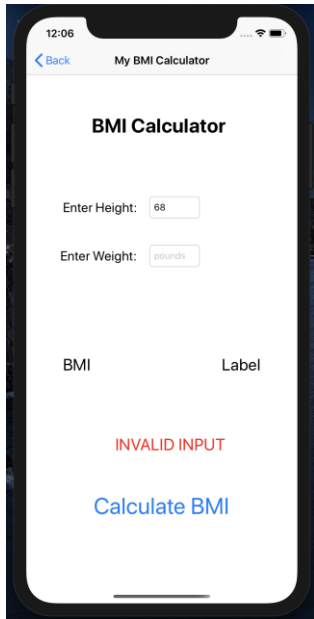 12:06
Back My BMI Calculator
BMI Calculator
Enter Height: 68
Enter Weight: pounds
BMI Label
INVALID INPUT
Calculate BMI